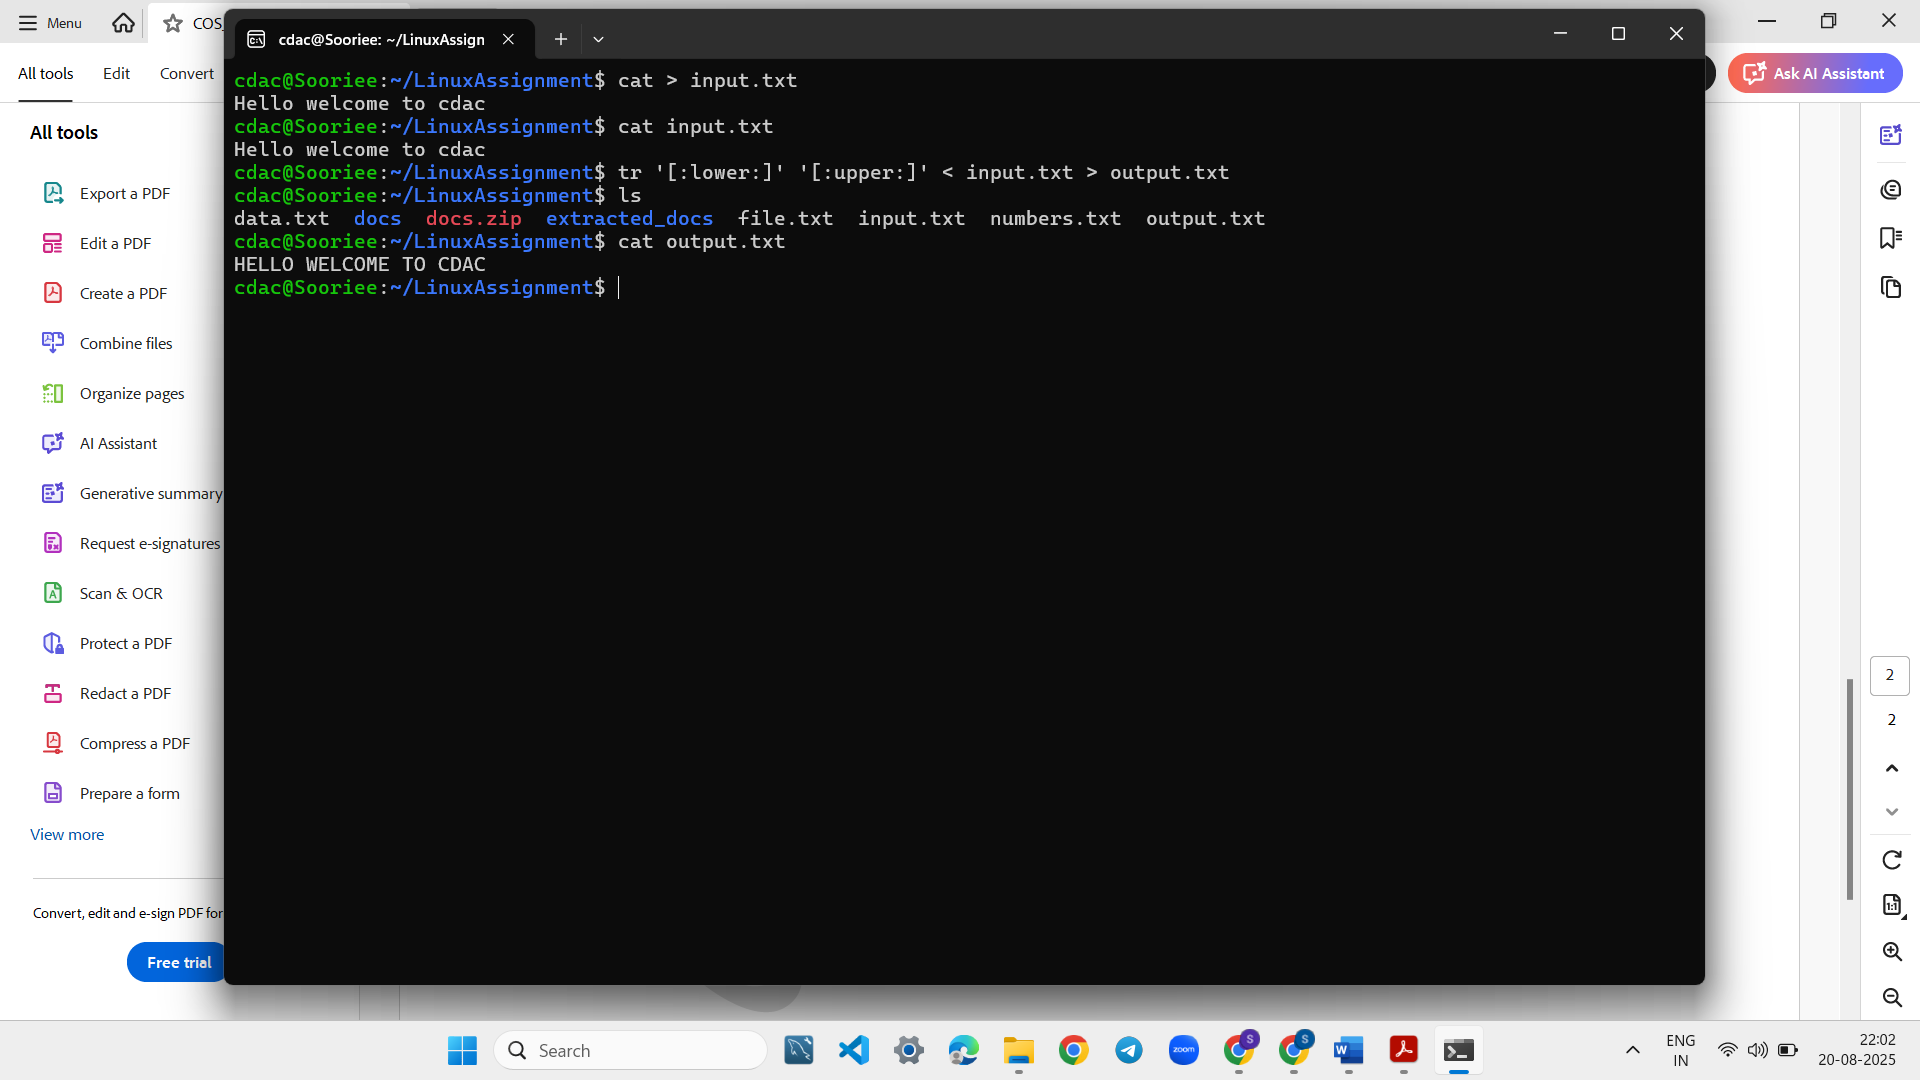 Menu
COS
All tools
Edit
Convert
Ask AI Assistant
All tools
Export a PDF
Edit a PDF
Create a PDF
Combine files
Organize pages
AI Assistant
Generative summary
Request e-signatures
Scan & OCR
Protect a PDF
Redact a PDF
Compress a PDF
Prepare a form
View more
Convert, edit and e-sign PDF for
Free trial
cdac@Sooriee: ~/LinuxAssign
cdac@Sooriee:~/LinuxAssignment$ cat > input.txt
Hello welcome to cdac
cdac@Sooriee:~/LinuxAssignment$ cat input.txt
Hello welcome to cdac
cdac@Sooriee:~/LinuxAssignment$ tr '[:lower:]' '[:upper:]' < input.txt > output.txt
cdac@Sooriee:~/LinuxAssignment$ ls
data.txt docs docs.zip extracted_docs file.txt input.txt numbers.txt output.txt
cdac@Sooriee:~/LinuxAssignment$ cat output.txt
HELLO WELCOME TO CDAC
cdac@Sooriee:~/LinuxAssignment$
2
2
Search
zoom
S
S
ENG
IN
22:02
20-08-2025